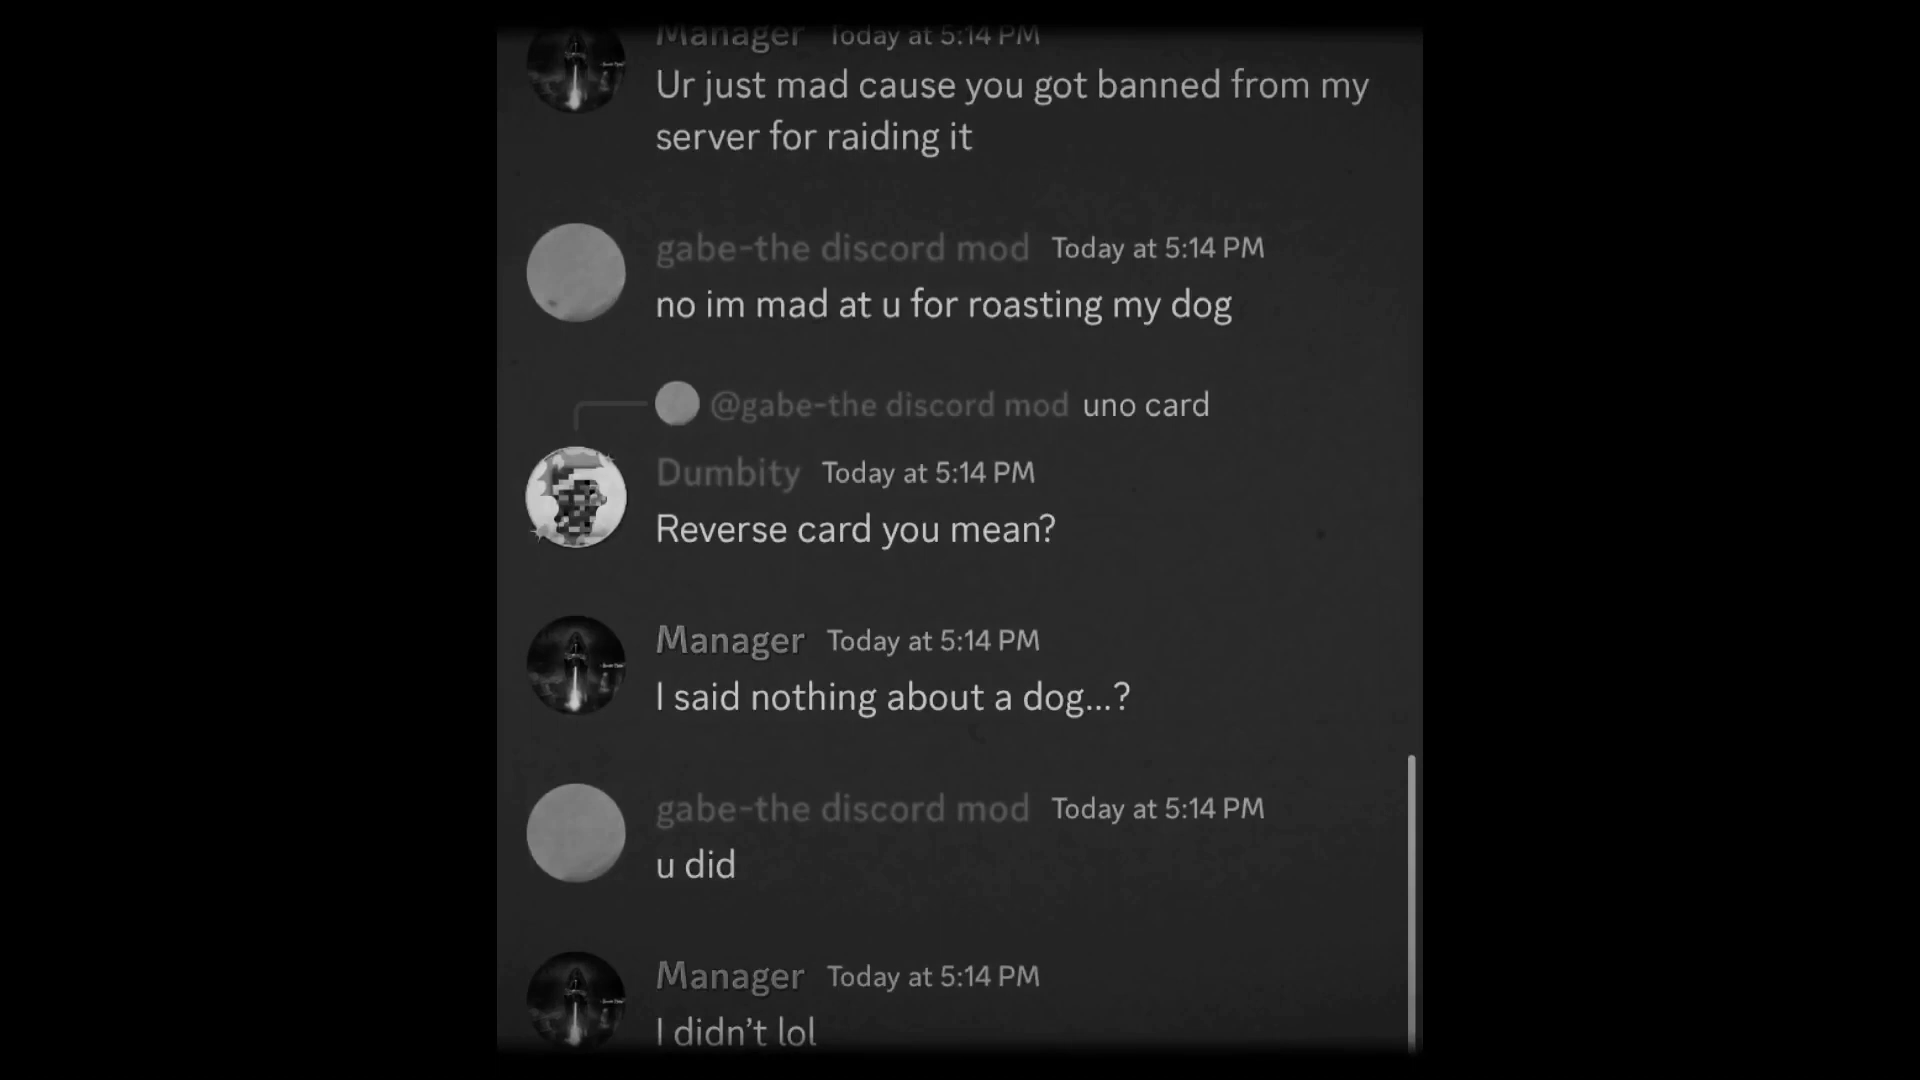 Manager Today at 5:14 PM
Ur just mad cause you got banned from my
server for raiding it
gabe-the discord mod Today at 5:14 PM
no im mad at u for roasting my dog
@gabe-the discord mod uno card
Dumbity Today at 5:14 PM
Reverse card you mean?
Manager Today at 5:14 PM
I said nothing about a dog...?
gabe-the discord mod Today at 5:14 PM
u did
Manager Today at 5:14 PM
I didn’t lol